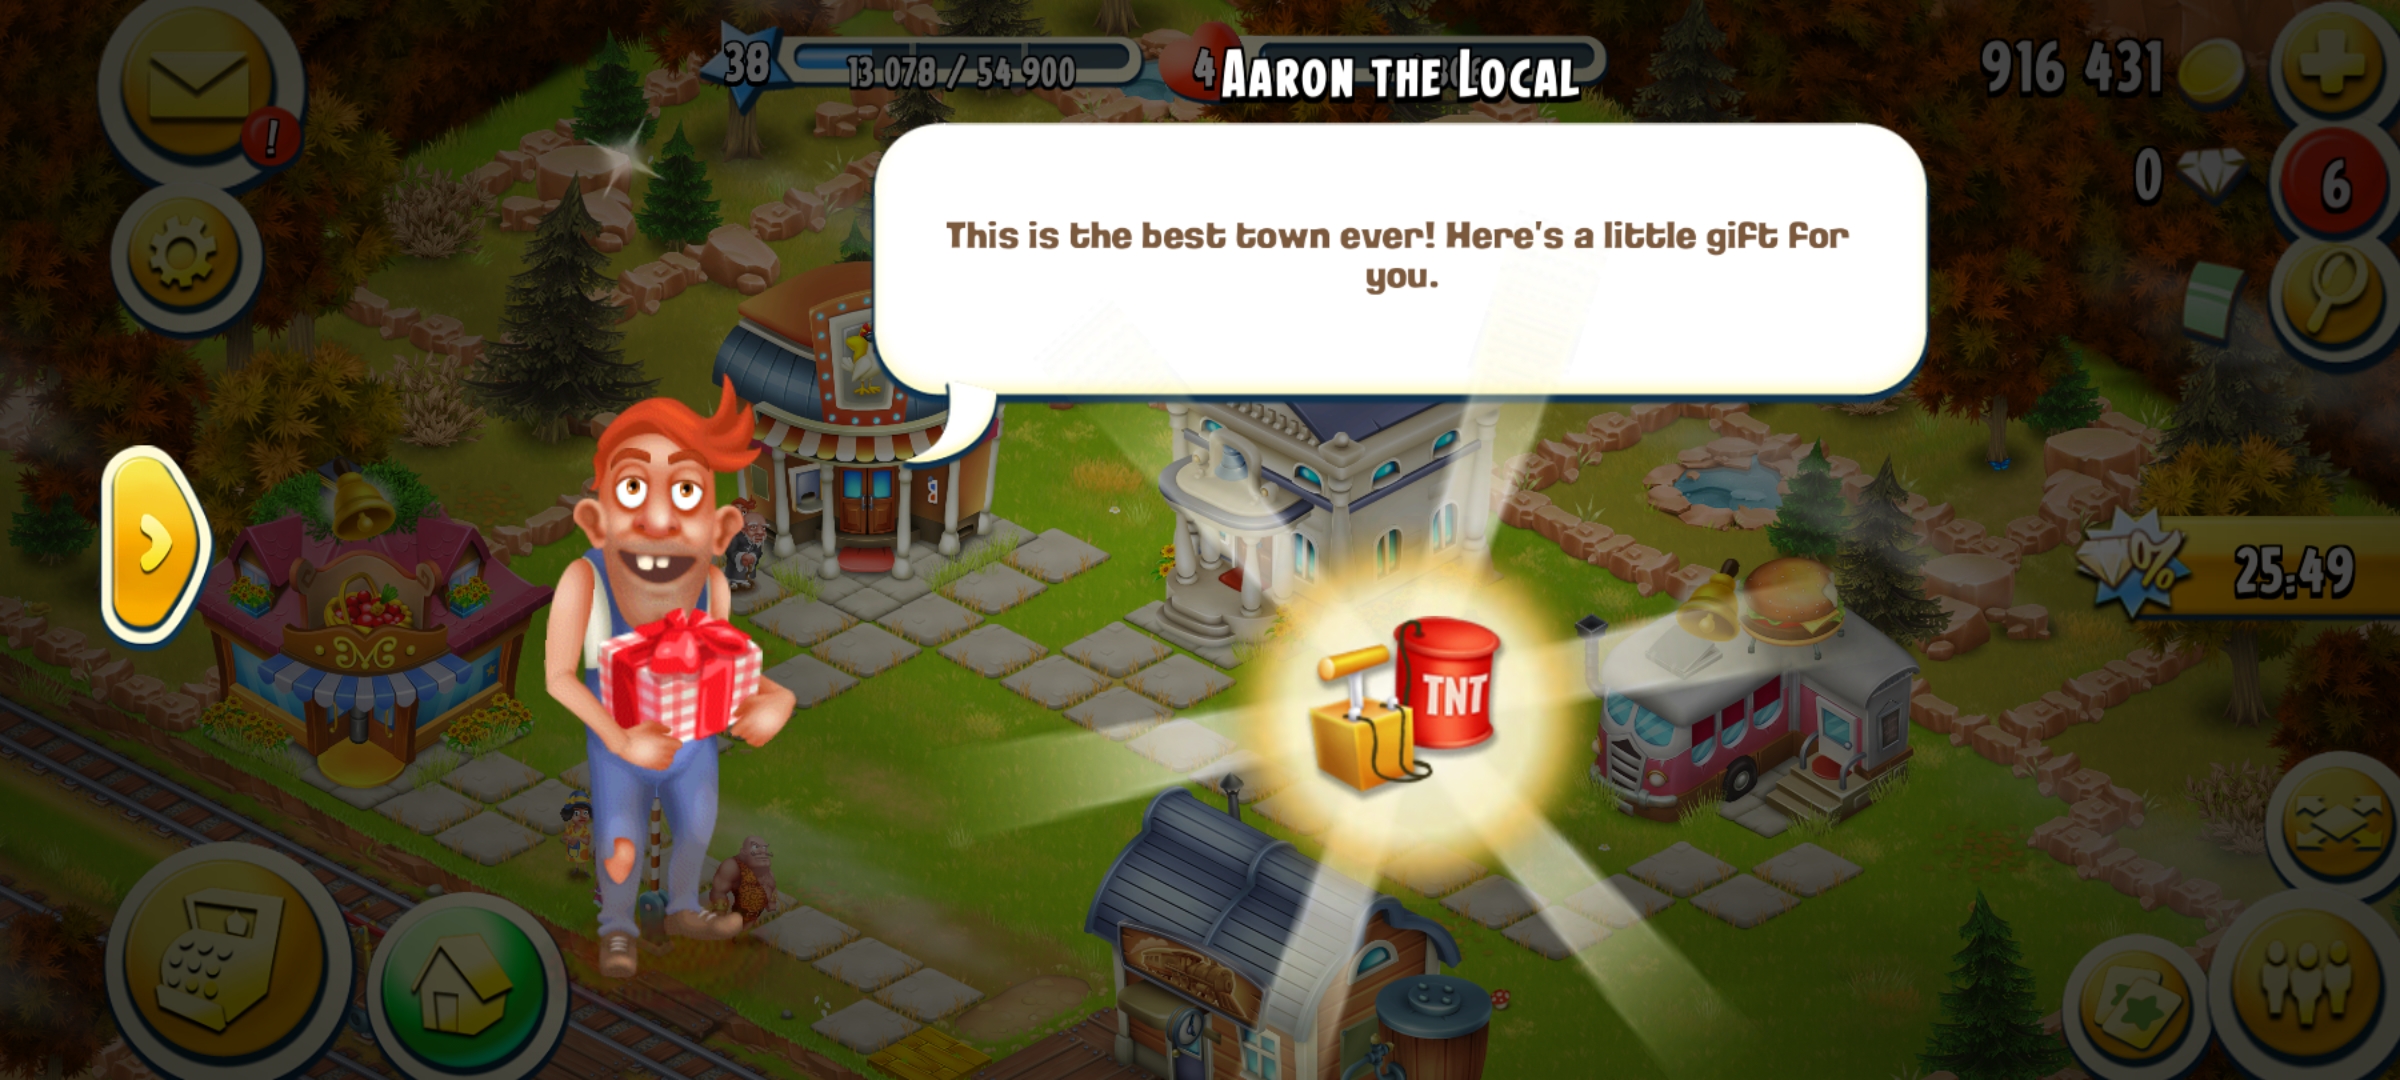 38
13 078 / 54 900
4
AARON THE LOCAL
916 431
0
6
This is the best town ever! Here's a little gift for
you.
%
25:49
TNT